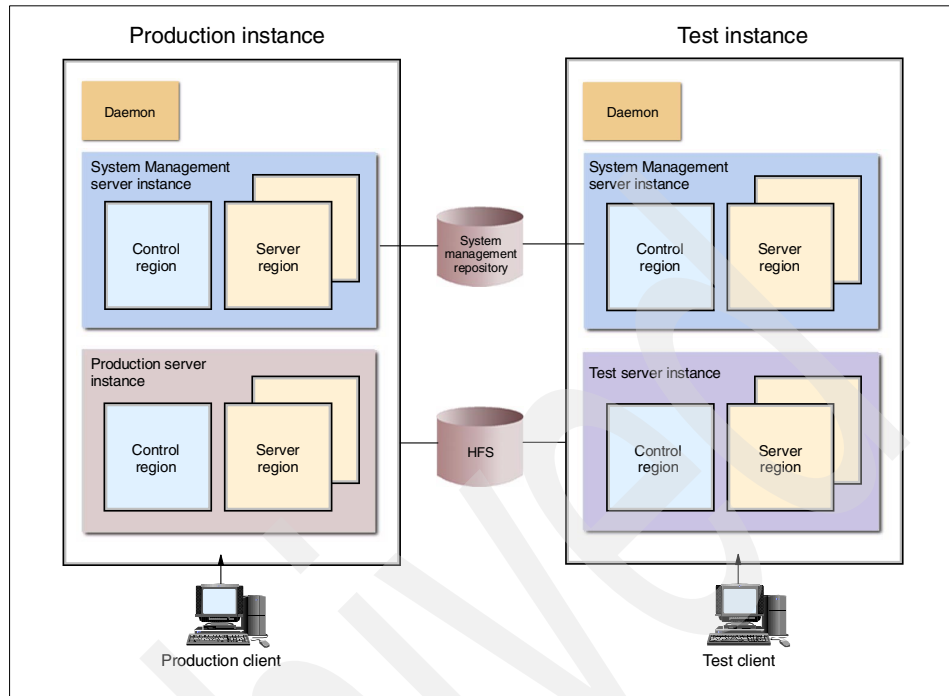 Production instance
Test instance
Daemon
System Management
server instance
Control
region
Server
region
Production server
instance
Control
region
Server
region
System
management
repository
HFS
Daemon
System Management
server instance
Control
region
Server
region
Test server instance
Control
region
Server
region
Production client
Test client